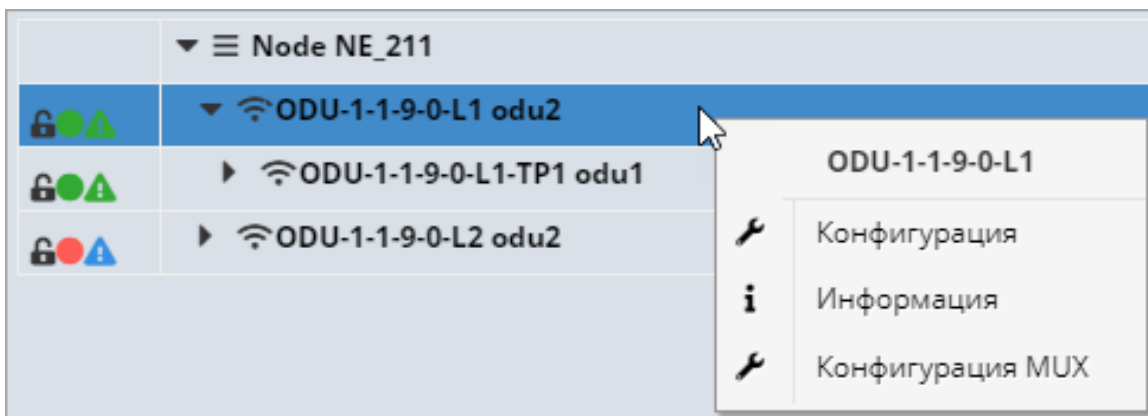 Node NE_211
ODU-1-1-9-0-L1 odu2
ODU-1-1-9-0-L1-TP1 odu1
ODU-1-1-9-0-L2 odu2
ODU-1-1-9-0-L1
Конфигурация
Информация
Конфигурация MUX